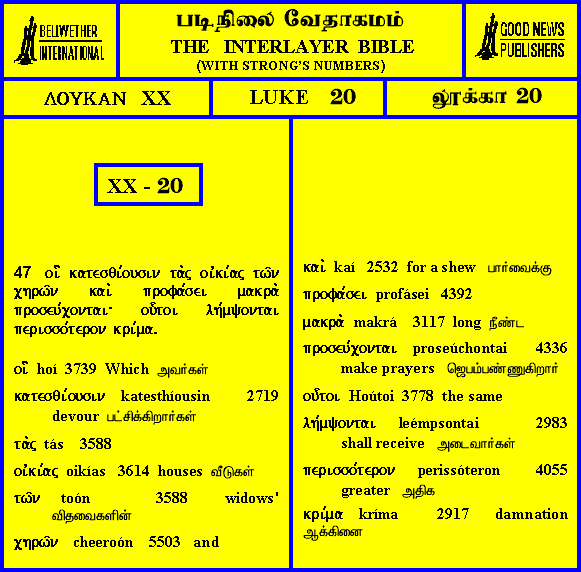 BELLWETHER
INTERNATIONAL
படிநிலை வேதாகமம்
THE INTERLAYER BIBLE
(WITH STRONG'S NUMBERS)
GOOD NEWS
PUBLISHERS
ΛΟΥΚΑΝ XX
LUKE 20
லூக்கா 20
XX - 20
47 οἳ κατεσθίουσιν τὰς οἰκίας τῶν
χηρῶν καὶ προφάσει μακρὰ
προσεύχονται· οὗτοι λήμψονται
περισσότερον κρίμα.
οἳ hoí 3739 Which அவர்கள்
κατεσθίουσιν katesthíousin 2719
devour பட்சிக்கிறார்கள்
τὰς tás 3588
οἰκίας oikías 3614 houses வீடுகள்
τῶν toón 3588 widows'
விதவைகளின்
χηρῶν cheeroón 5503 and
καὶ kaí 2532 for a shew பார்வைக்கு
προφάσει profásei 4392
μακρὰ makrá 3117 long நீண்ட
προσεύχονται proseúchontai 4336
make prayers ஜெபம்பண்ணுகிறார்
οὗτοι Hoútoi 3778 the same
λήμψονται leémpsontai 2983
shall receive அடைவார்கள்
περισσότερον perissóteron 4055
greater அதிக
κρίμα kríma 2917 damnation
ஆக்கினை